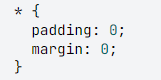 * {
  padding: 0;
  margin: 0;
}